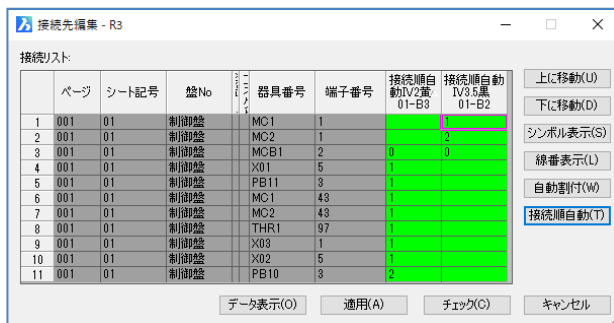 接続先編集 - R3
接続リスト:
ページ シート記号 盤No 器具番号 端子番号 接続順自動IV2黄 01-B3 接続順自動IV3.5黒 01-B2
1 001 01 制御盤 MC1 1 1
2 001 01 制御盤 MC2 1 2
3 001 01 制御盤 MCB1 2 0 0
4 001 01 制御盤 X01 5 1
5 001 01 制御盤 PB11 3 1
6 001 01 制御盤 MC1 43 1
7 001 01 制御盤 MC2 43 1
8 001 01 制御盤 THR1 97 1
9 001 01 制御盤 X03 1 1
10 001 01 制御盤 X02 5 1
11 001 01 制御盤 PB10 3 2
上に移動(U)
下に移動(D)
シンボル表示(S)
線番表示(L)
自動割付(W)
接続順自動(T)
データ表示(O) 適用(A) チェック(C) キャンセル